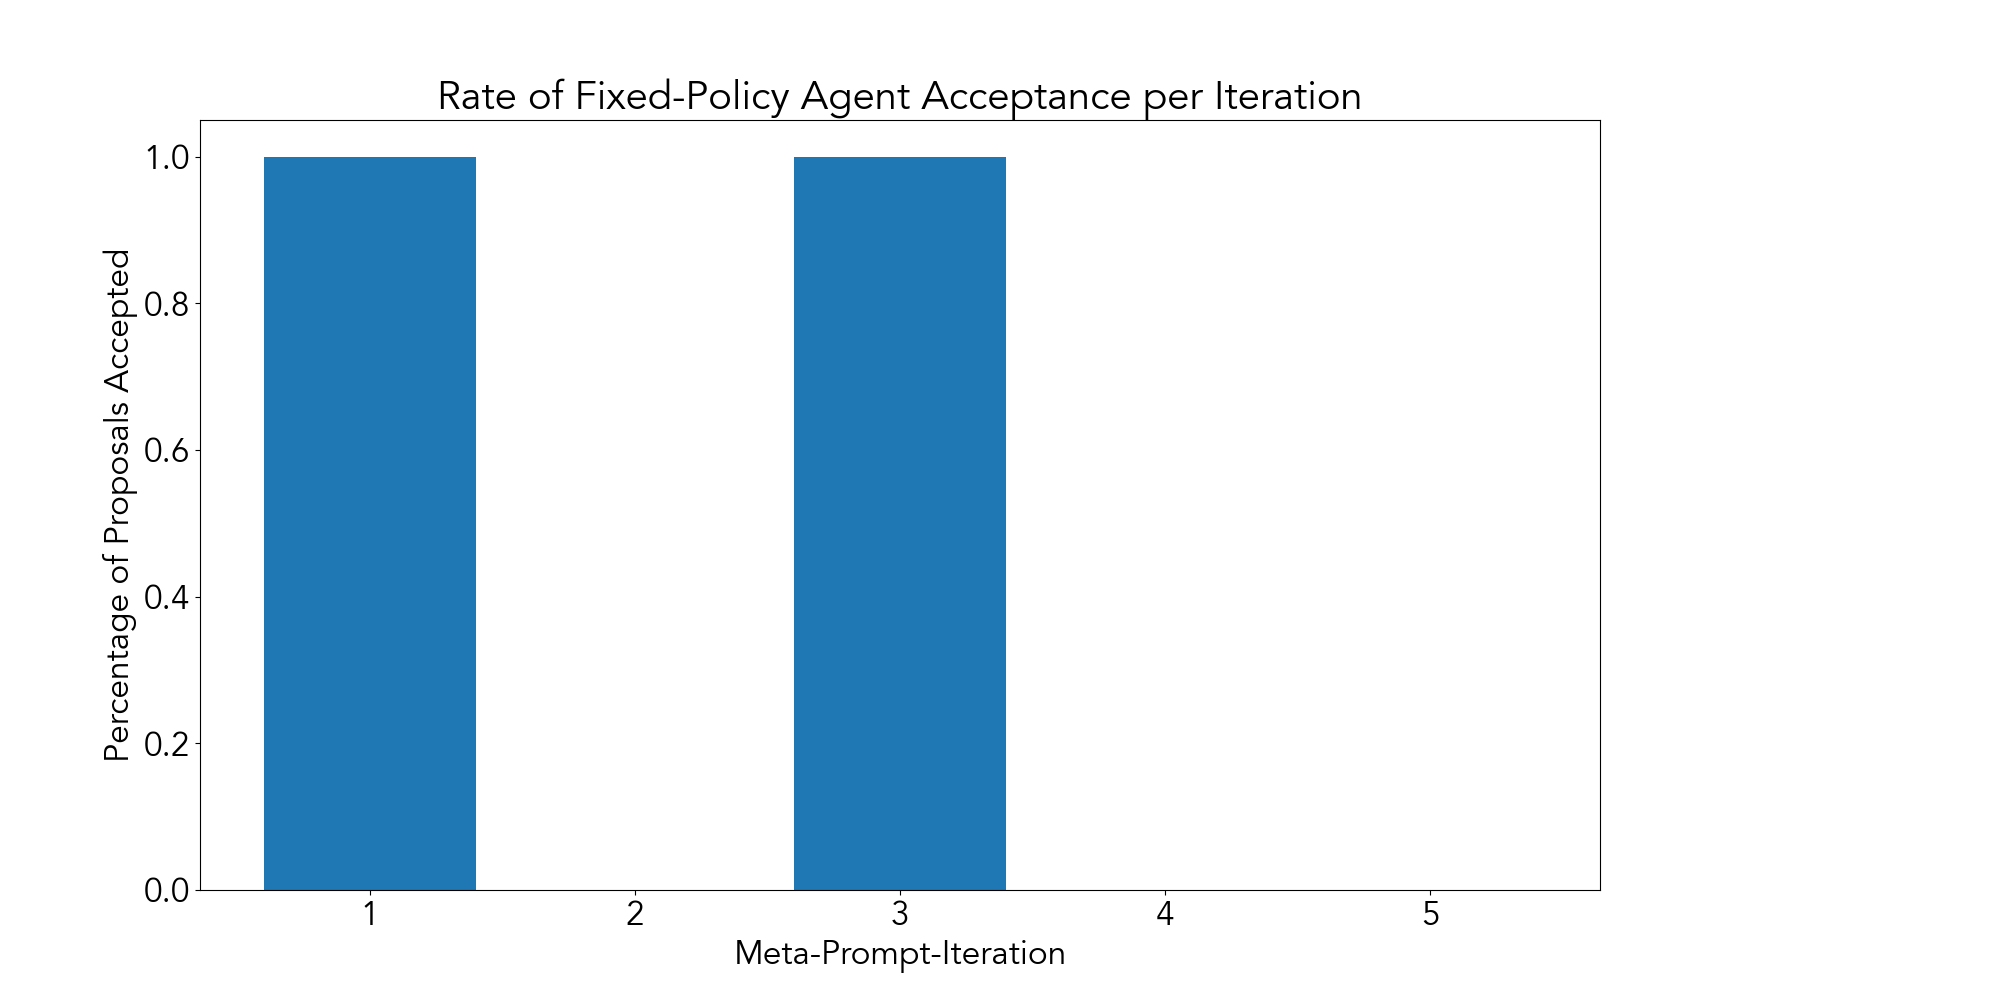 Rate of Fixed-Policy Agent Acceptance per Iteration
Percentage of Proposals Accepted
1.0
0.8
0.6
0.4
0.2
0.0
1 2 3 4 5
Meta-Prompt-Iteration